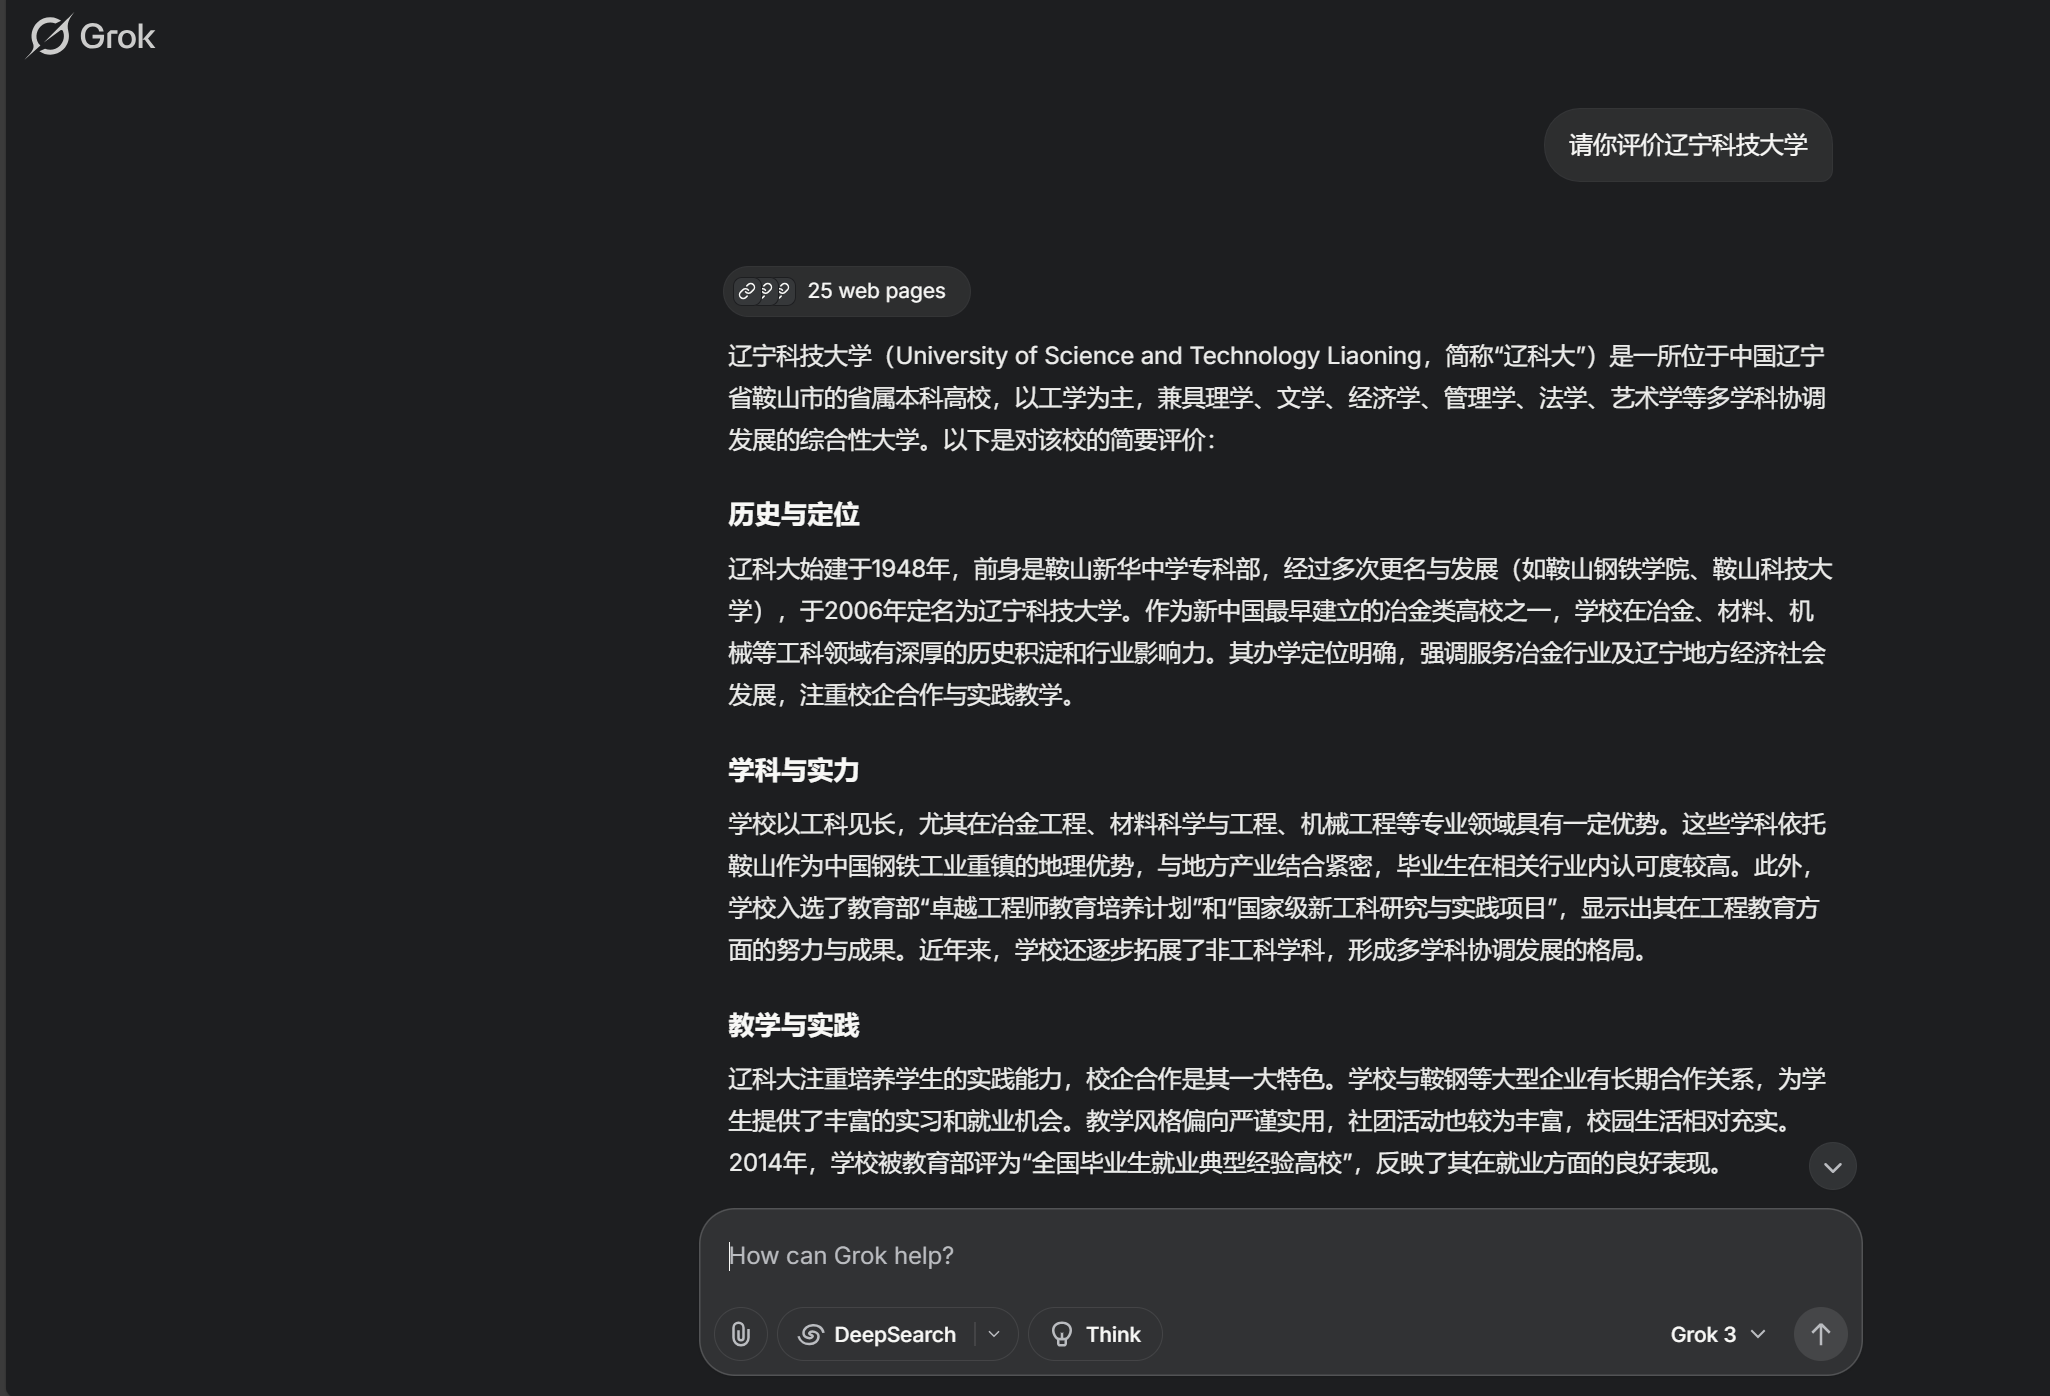 Grok
请你评价辽宁科技大学
25 web pages
辽宁科技大学（University of Science and Technology Liaoning，简称“辽科大”）是一所位于中国辽宁
省鞍山市的省属本科高校，以工学为主，兼具理学、文学、经济学、管理学、法学、艺术学等多学科协调
发展的综合性大学。以下是对该校的简要评价：
历史与定位
辽科大始建于1948年，前身是鞍山新华中学专科部，经过多次更名与发展（如鞍山钢铁学院、鞍山科技大
学），于2006年定名为辽宁科技大学。作为新中国最早建立的冶金类高校之一，学校在冶金、材料、机
械等工科领域有深厚的历史积淀和行业影响力。其办学定位明确，强调服务冶金行业及辽宁地方经济社会
发展，注重校企合作与实践教学。
学科与实力
学校以工科见长，尤其在冶金工程、材料科学与工程、机械工程等专业领域具有一定优势。这些学科依托
鞍山作为中国钢铁工业重镇的地理优势，与地方产业结合紧密，毕业生在相关行业内认可度较高。此外，
学校入选了教育部“卓越工程师教育培养计划”和“国家级新工科研究与实践项目”，显示出其在工程教育方
面的努力与成果。近年来，学校还逐步拓展了非工科学科，形成多学科协调发展的格局。
教学与实践
辽科大注重培养学生的实践能力，校企合作是其一大特色。学校与鞍钢等大型企业有长期合作关系，为学
生提供了丰富的实习和就业机会。教学风格偏向严谨实用，社团活动也较为丰富，校园生活相对充实。
2014年，学校被教育部评为“全国毕业生就业典型经验高校”，反映了其在就业方面的良好表现。
How can Grok help?
DeepSearch
Think
Grok 3